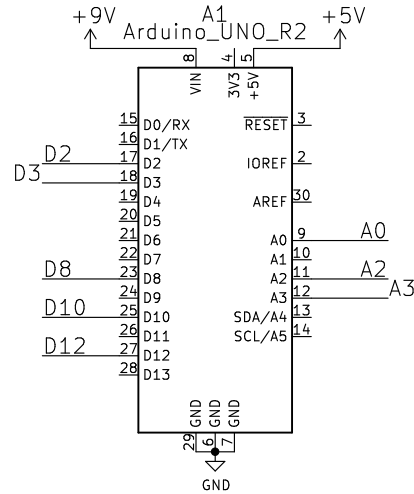 +9V A1 +5V
Arduino_UNO_R2
8 4 5
VIN 3V3 +5V
15 D0/RX RESET 3
16 D1/TX
D2 17 D2 IOREF 2
D3 18 D3
19 D4 AREF 30
20 D5
21 D6 A0 9 A0
22 D7 A1 10
D8 23 D8 A2 11 A2
24 D9 A3 12 A3
D10 25 D10 SDA/A4 13
26 D11 SCL/A5 14
D12 27 D12
28 D13
GND GND GND
29 6 7
GND